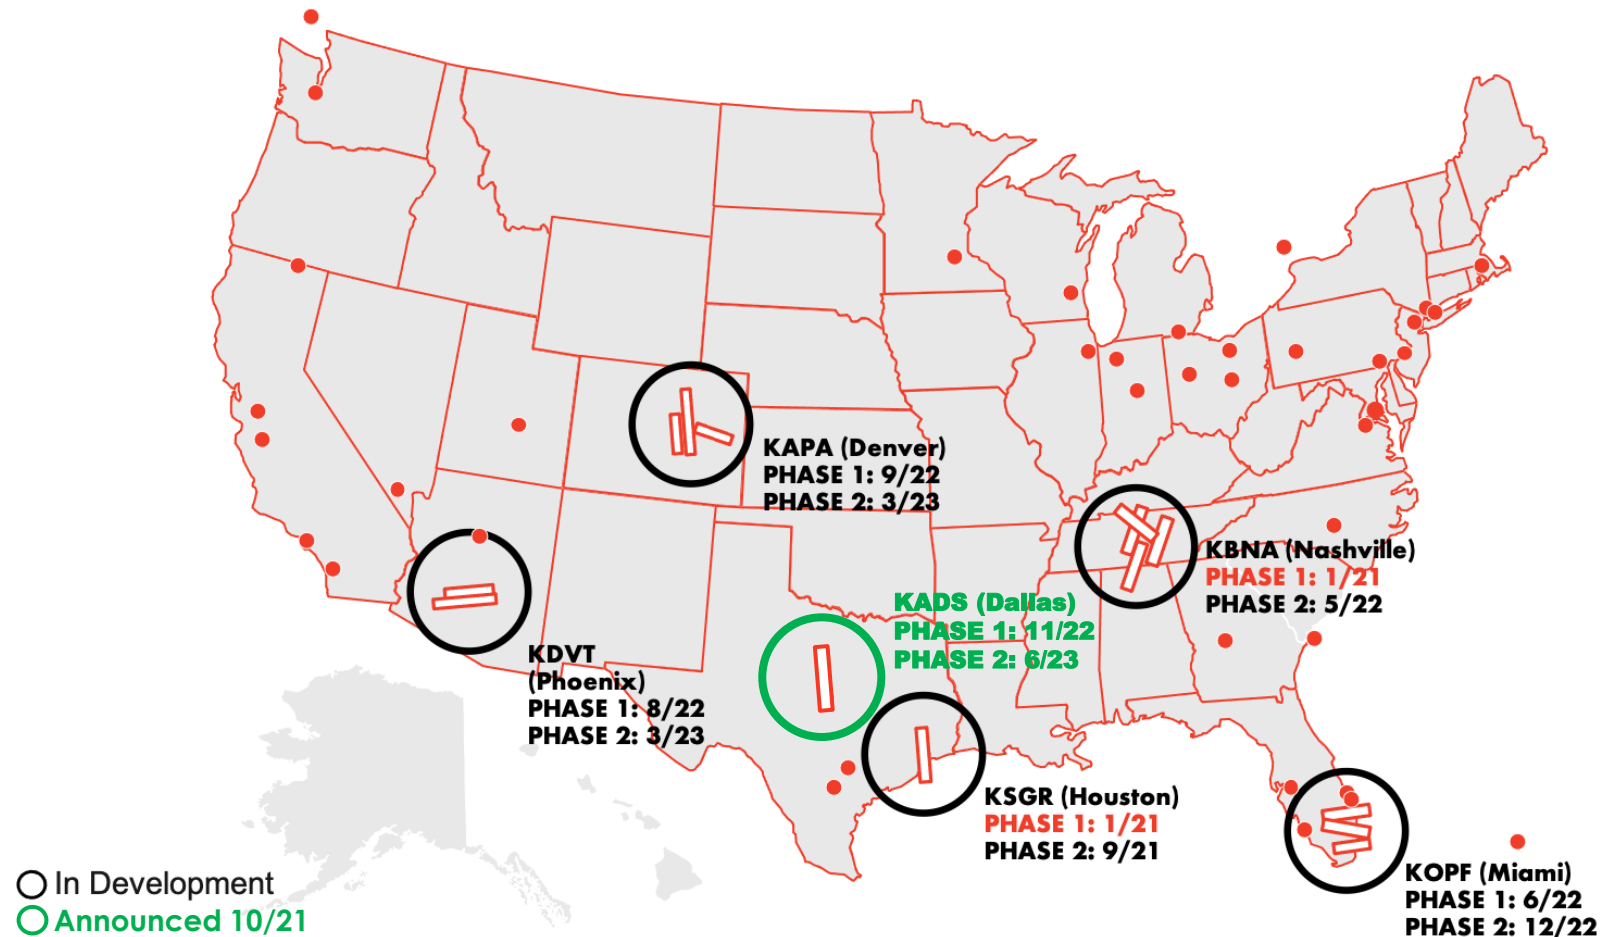 KAPA (Denver)
PHASE 1: 9/22
PHASE 2: 3/23
KBNA (Nashville)
PHASE 1: 1/21
PHASE 2: 5/22
KADS (Dallas)
PHASE 1: 11/22
PHASE 2: 6/23
KDVT
(Phoenix)
PHASE 1: 8/22
PHASE 2: 3/23
KSGR (Houston)
PHASE 1: 1/21
PHASE 2: 9/21
KOPF (Miami)
PHASE 1: 6/22
PHASE 2: 12/22
In Development
Announced 10/21